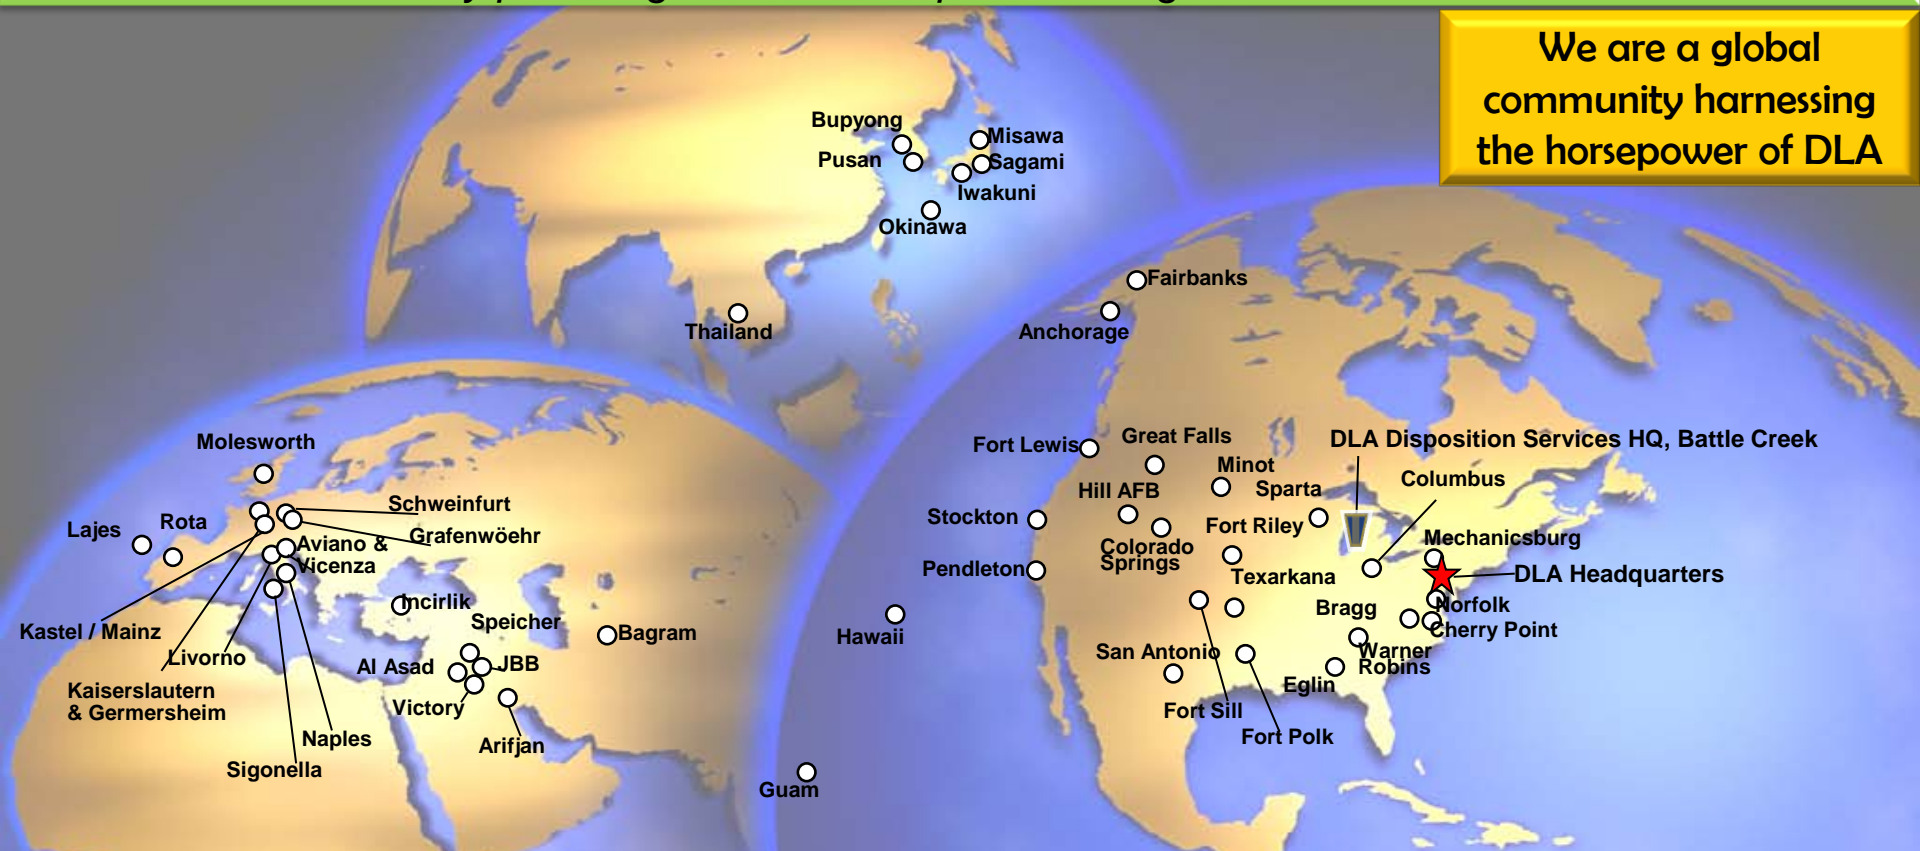 We are a global
community harnessing
the horsepower of DLA
Bupyong
Misawa
Pusan
Sagami
Iwakuni
Okinawa
Thailand
Fairbanks
Anchorage
Molesworth
Schweinfurt
Lajes
Rota
Grafenwöehr
Aviano &
Vicenza
Incirlik
Speicher
Bagram
Kastel / Mainz
Livorno
Al Asad
JBB
Kaiserslautern
& Germersheim
Victory
Naples
Arifjan
Sigonella
Fort Lewis
Great Falls
DLA Disposition Services HQ, Battle Creek
Minot
Columbus
Hill AFB
Sparta
Stockton
Fort Riley
Mechanicsburg
Colorado
Springs
Pendleton
Texarkana
DLA Headquarters
Bragg
Norfolk
Cherry Point
Hawaii
San Antonio
Warner
Robins
Eglin
Fort Sill
Fort Polk
Guam